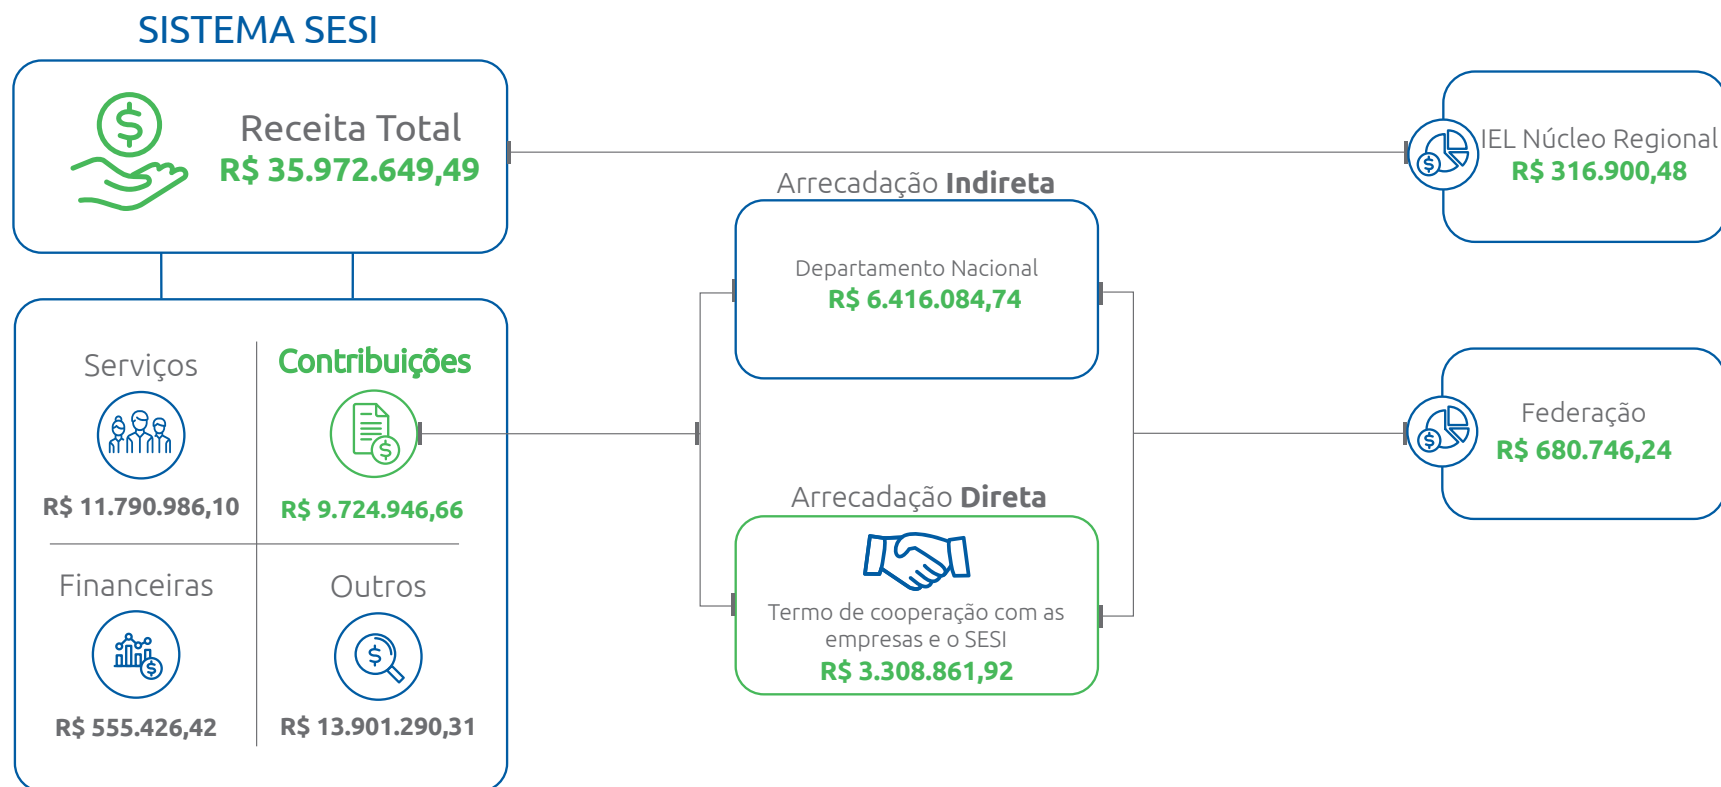 SISTEMA SESI
Receita Total
R$ 35.972.649,49
Serviços
R$ 11.790.986,10
Contribuições
R$ 9.724.946,66
Financeiras
R$ 555.426,42
Outros
R$ 13.901.290,31
Arrecadação Indireta
Departamento Nacional
R$ 6.416.084,74
Arrecadação Direta
Termo de cooperação com as
empresas e o SESI
R$ 3.308.861,92
IEL Núcleo Regional
R$ 316.900,48
Federação
R$ 680.746,24